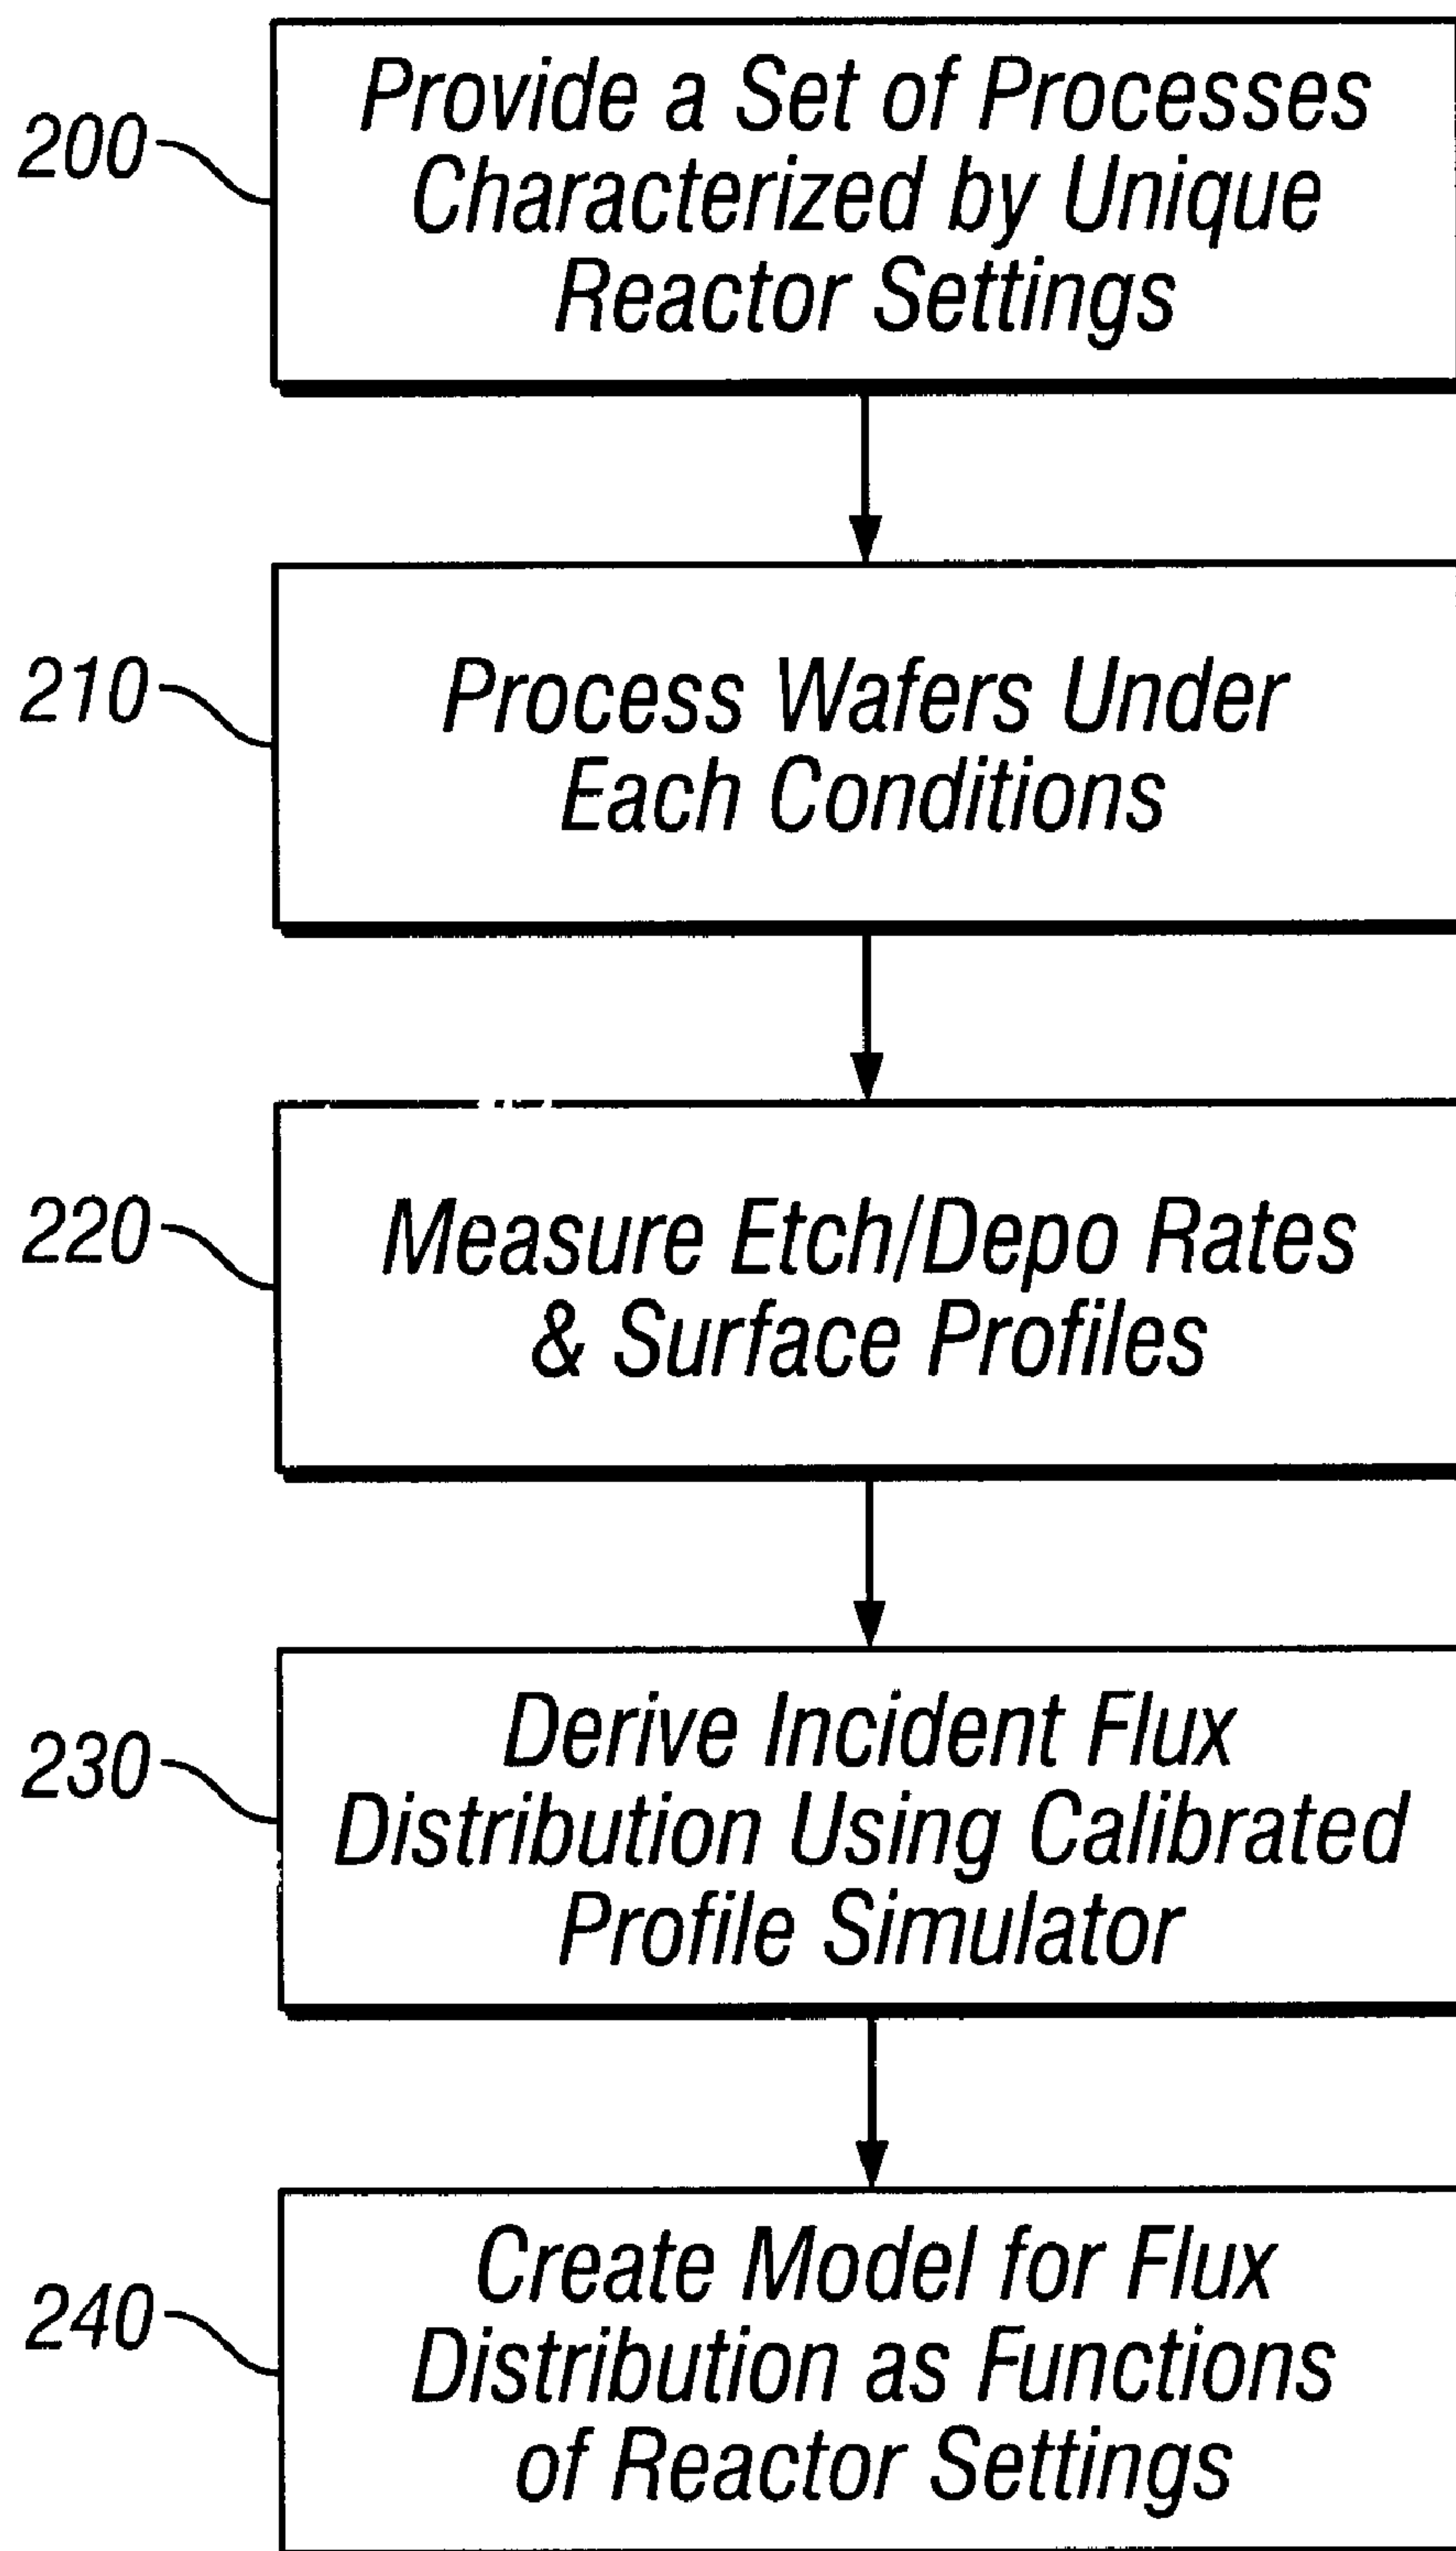 200
Provide a Set of Processes
Characterized by Unique
Reactor Settings
210
Process Wafers Under
Each Conditions
220
Measure Etch/Depo Rates
& Surface Profiles
230
Derive Incident Flux
Distribution Using Calibrated
Profile Simulator
240
Create Model for Flux
Distribution as Functions
of Reactor Settings